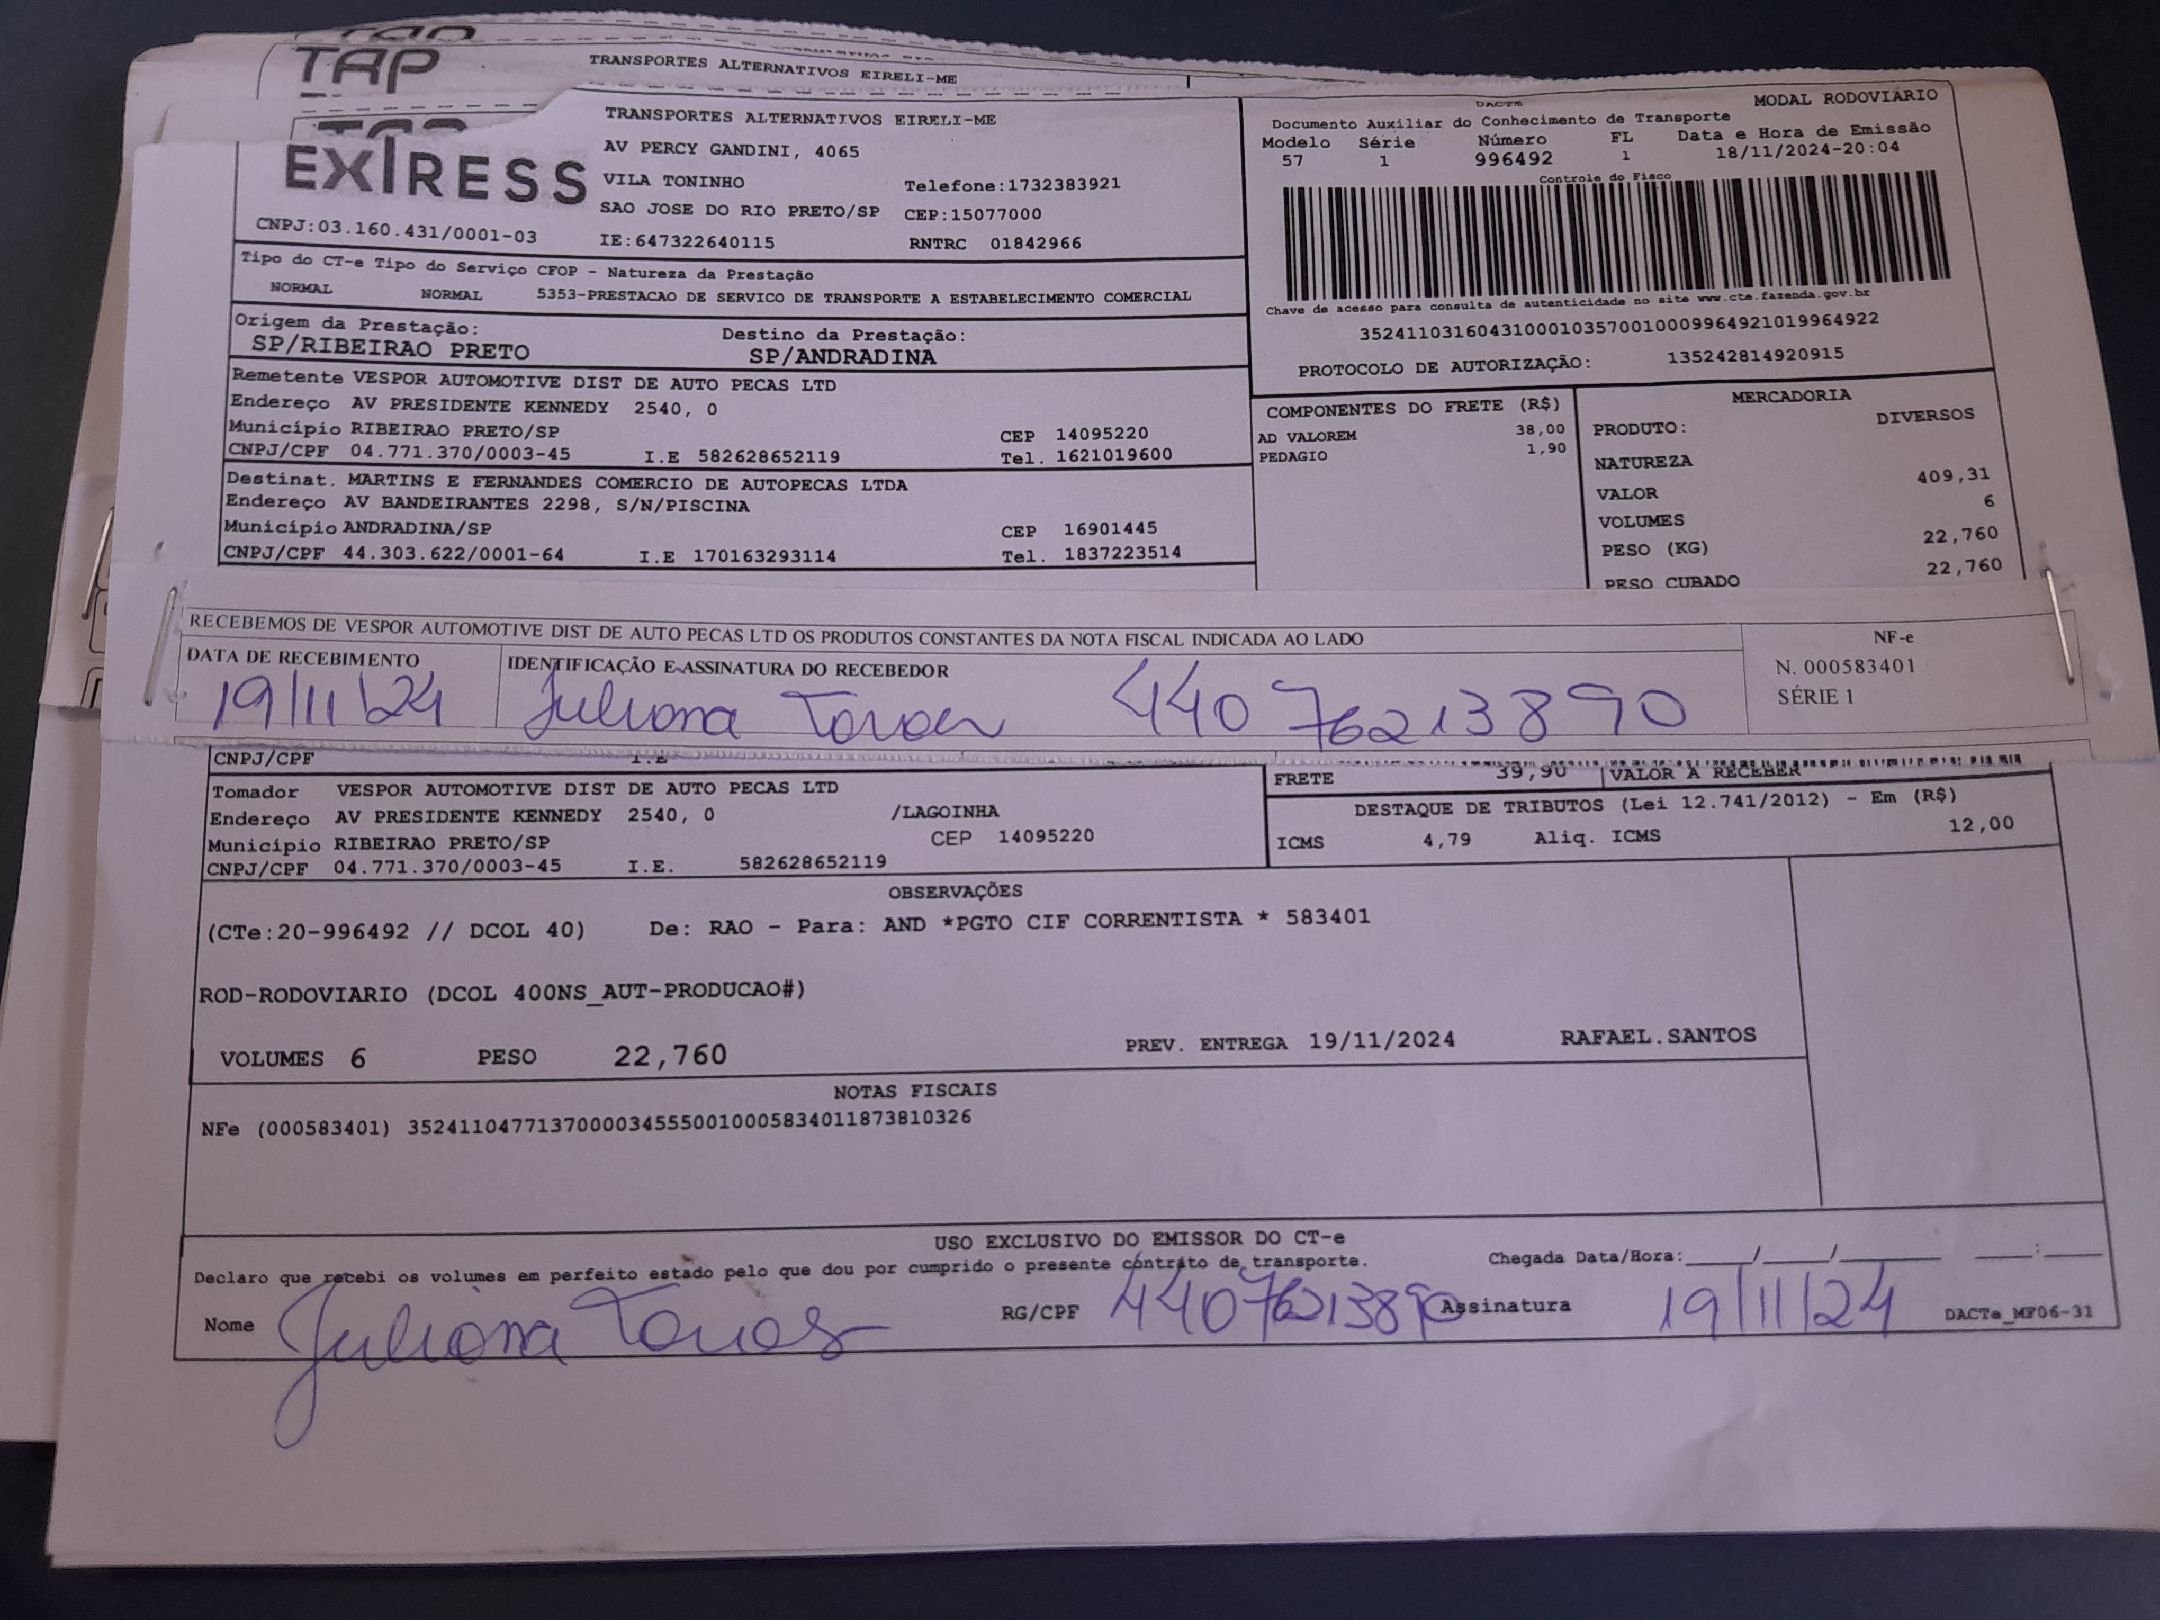 TAP
TRANSPORTES ALTERNATIVOS EIRELI-ME
EXPRESS
TRANSPORTES ALTERNATIVOS EIRELI-ME
AV PERCY GANDINI, 4065
VILA TONINHO Telefone:1732383921
SAO JOSE DO RIO PRETO/SP CEP:15077000
CNPJ:03.160.431/0001-03 IE:647322640115 RNTRC 01842966
DACTE MODAL RODOVIÁRIO
Documento Auxiliar do Conhecimento de Transporte
Modelo Série Número FL Data e Hora de Emissão
57 1 996492 1 18/11/2024-20:04
Controle do Fisco
Chave de acesso para consulta de autenticidade no site www.cte.fazenda.gov.br
35241103160431000103570010009964921019964922
PROTOCOLO DE AUTORIZAÇÃO: 135242814920915
Tipo do CT-e Tipo do Serviço CFOP - Natureza da Prestação
NORMAL NORMAL 5353-PRESTACAO DE SERVICO DE TRANSPORTE A ESTABELECIMENTO COMERCIAL
Origem da Prestação: Destino da Prestação:
SP/RIBEIRAO PRETO SP/ANDRADINA
Remetente VESPOR AUTOMOTIVE DIST DE AUTO PECAS LTD
Endereço AV PRESIDENTE KENNEDY 2540, 0
Município RIBEIRAO PRETO/SP CEP 14095220
CNPJ/CPF 04.771.370/0003-45 I.E 582628652119 Tel. 1621019600
Destinat. MARTINS E FERNANDES COMERCIO DE AUTOPECAS LTDA
Endereço AV BANDEIRANTES 2298, S/N/PISCINA
Município ANDRADINA/SP CEP 16901445
CNPJ/CPF 44.303.622/0001-64 I.E 170163293114 Tel. 1837223514
COMPONENTES DO FRETE (R$)
AD VALOREM 38,00
PEDAGIO 1,90
MERCADORIA
PRODUTO: DIVERSOS
NATUREZA
VALOR 409,31
VOLUMES 6
PESO (KG) 22,760
PESO CUBADO 22,760
RECEBEMOS DE VESPOR AUTOMOTIVE DIST DE AUTO PECAS LTD OS PRODUTOS CONSTANTES DA NOTA FISCAL INDICADA AO LADO
DATA DE RECEBIMENTO IDENTIFICAÇÃO E ASSINATURA DO RECEBEDOR
19/11/24 Juliana 44076213890
NF-e
N. 000583401
SÉRIE 1
CNPJ/CPF I.E
FRETE 39,90 VALOR A RECEBER
Tomador VESPOR AUTOMOTIVE DIST DE AUTO PECAS LTD
Endereço AV PRESIDENTE KENNEDY 2540, 0 /LAGOINHA
Município RIBEIRAO PRETO/SP CEP 14095220
CNPJ/CPF 04.771.370/0003-45 I.E. 582628652119
DESTAQUE DE TRIBUTOS (Lei 12.741/2012) - Em (R$)
ICMS 4,79 Aliq. ICMS 12,00
OBSERVAÇÕES
(CTe:20-996492 // DCOL 40) De: RAO - Para: AND *PGTO CIF CORRENTISTA * 583401
ROD-RODOVIARIO (DCOL 400NS_AUT-PRODUCAO#)
VOLUMES 6 PESO 22,760 PREV. ENTREGA 19/11/2024 RAFAEL.SANTOS
NOTAS FISCAIS
NFe (000583401) 35241104771370000345550010005834011873810326
USO EXCLUSIVO DO EMISSOR DO CT-e
Declaro que recebi os volumes em perfeito estado pelo que dou por cumprido o presente contrato de transporte. Chegada Data/Hora:____/____/______ ____:____
Nome Juliana RG/CPF 44076213890 Assinatura 19/11/24 DACTe_MF06-31